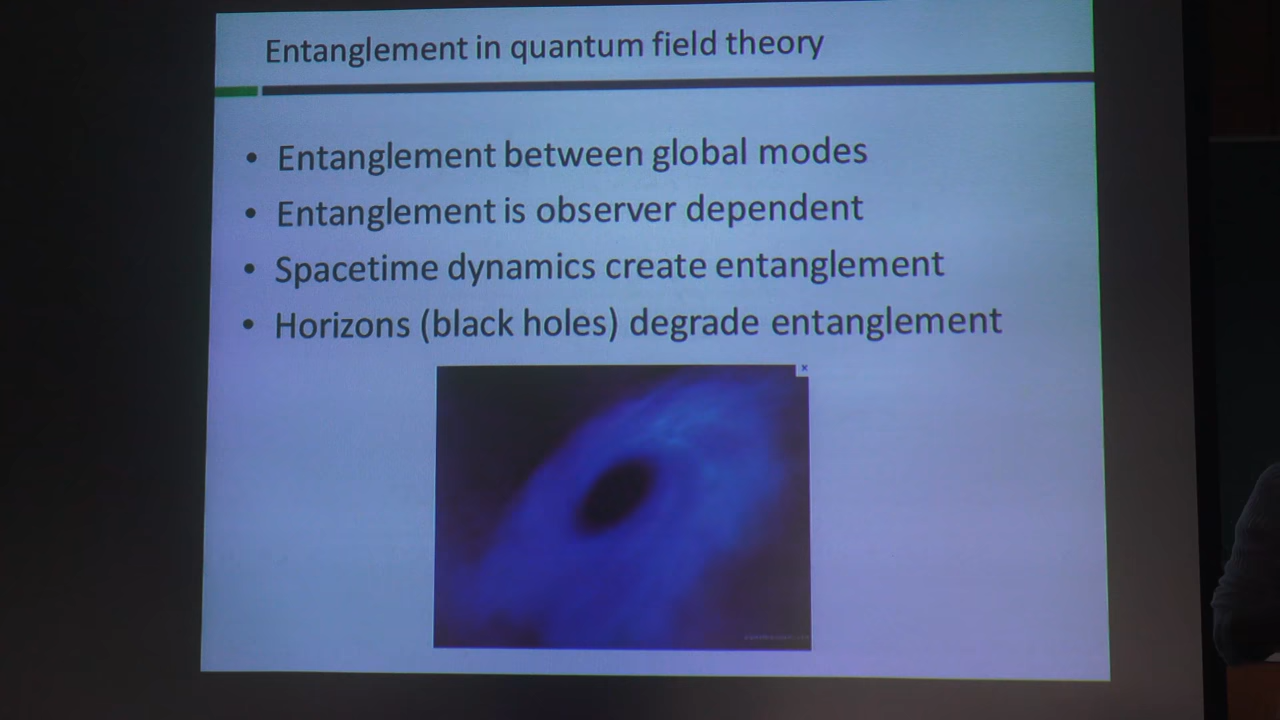 Entanglement in quantum field theory
• Entanglement between global modes
• Entanglement is observer dependent
• Spacetime dynamics create entanglement
• Horizons (black holes) degrade entanglement